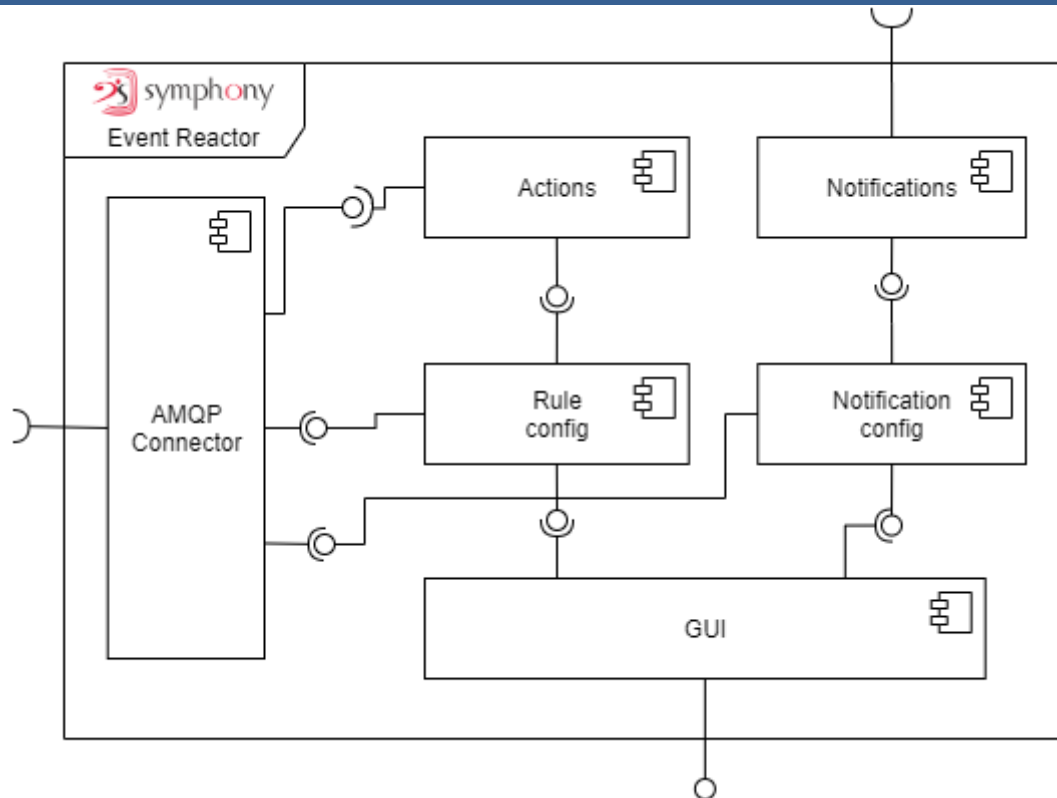 symphony
Event Reactor
Actions
Notifications
AMQP
Connector
Rule
config
Notification
config
GUI